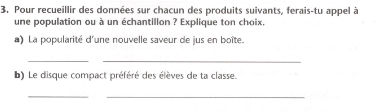 3. Pour recueillir des données sur chacun des produits suivants, ferais-tu appel à
une population ou à un échantillon ? Explique ton choix.
a) La popularité d'une nouvelle saveur de jus en boîte.
b) Le disque compact préféré des élèves de ta classe.